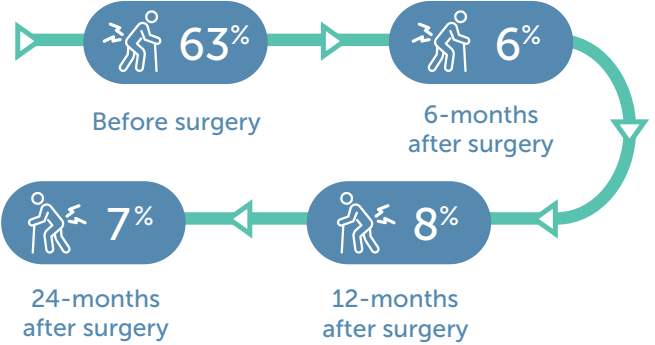 63%
6%
Before surgery
6-months
after surgery
7%
8%
24-months
after surgery
12-months
after surgery